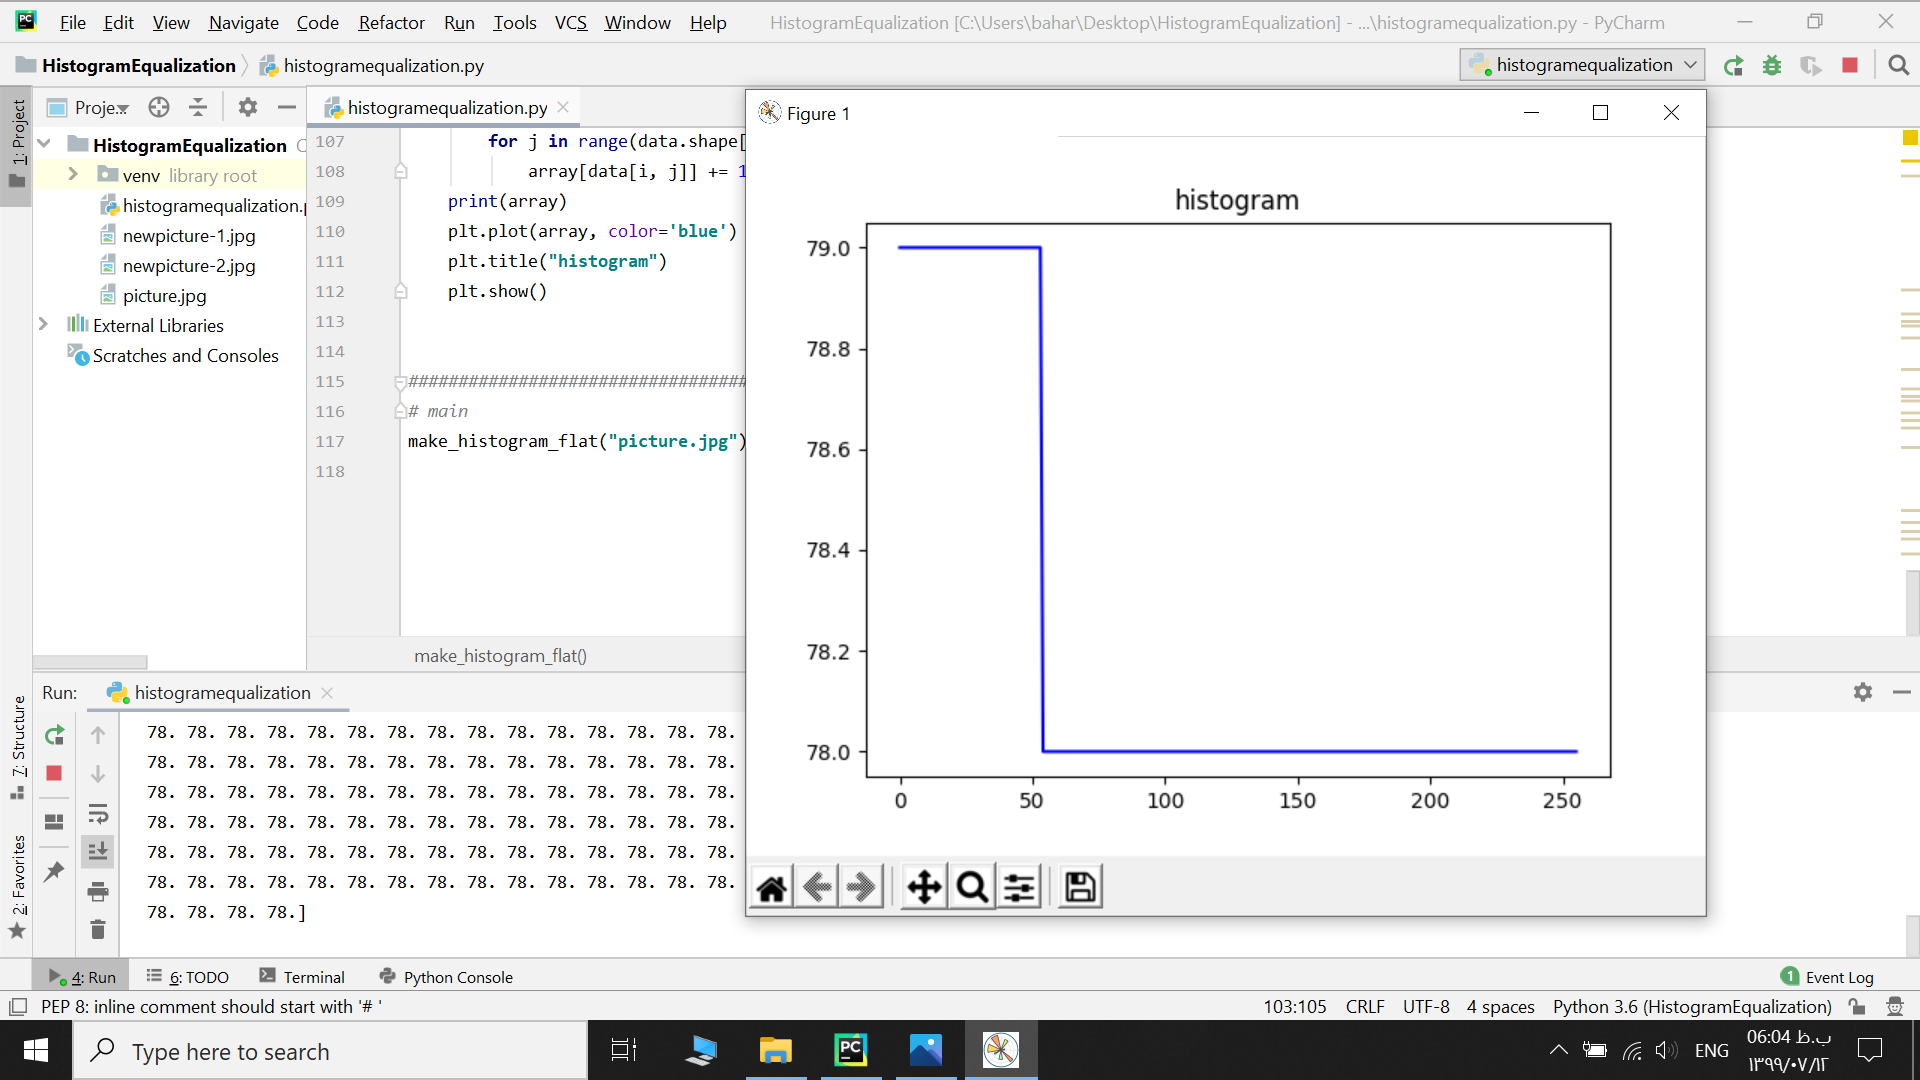 File Edit View Navigate Code Refactor Run Tools VCS Window Help HistogramEqualization [C:\Users\bahar\Desktop\HistogramEqualization] - ...\histogramequalization.py - PyCharm
HistogramEqualization histogramequalization.py histogramequalization
1: Project
Proje...
histogramequalization.py
HistogramEqualization
venv library root
histogramequalization.
newpicture-1.jpg
newpicture-2.jpg
picture.jpg
External Libraries
Scratches and Consoles
107 for j in range(data.shape[
108 array[data[i, j]] += 1
109 print(array)
110 plt.plot(array, color='blue')
111 plt.title("histogram")
112 plt.show()
113
114
115 ##################################
116 # main
117 make_histogram_flat("picture.jpg")
118
make_histogram_flat()
Figure 1
histogram
79.0
78.8
78.6
78.4
78.2
78.0
0 50 100 150 200 250
Run: histogramequalization
7: Structure
2: Favorites
78. 78. 78. 78. 78. 78. 78. 78. 78. 78. 78. 78. 78. 78. 78.
78. 78. 78. 78. 78. 78. 78. 78. 78. 78. 78. 78. 78. 78. 78.
78. 78. 78. 78. 78. 78. 78. 78. 78. 78. 78. 78. 78. 78. 78.
78. 78. 78. 78. 78. 78. 78. 78. 78. 78. 78. 78. 78. 78. 78.
78. 78. 78. 78. 78. 78. 78. 78. 78. 78. 78. 78. 78. 78. 78.
78. 78. 78. 78. 78. 78. 78. 78. 78. 78. 78. 78. 78. 78. 78.
78. 78. 78. 78.]
4: Run 6: TODO Terminal Python Console 1 Event Log
PEP 8: inline comment should start with '# ' 103:105 CRLF UTF-8 4 spaces Python 3.6 (HistogramEqualization)
Type here to search
ENG
06:04 ب.ظ
۱۳۹۹/۰۷/۱۲